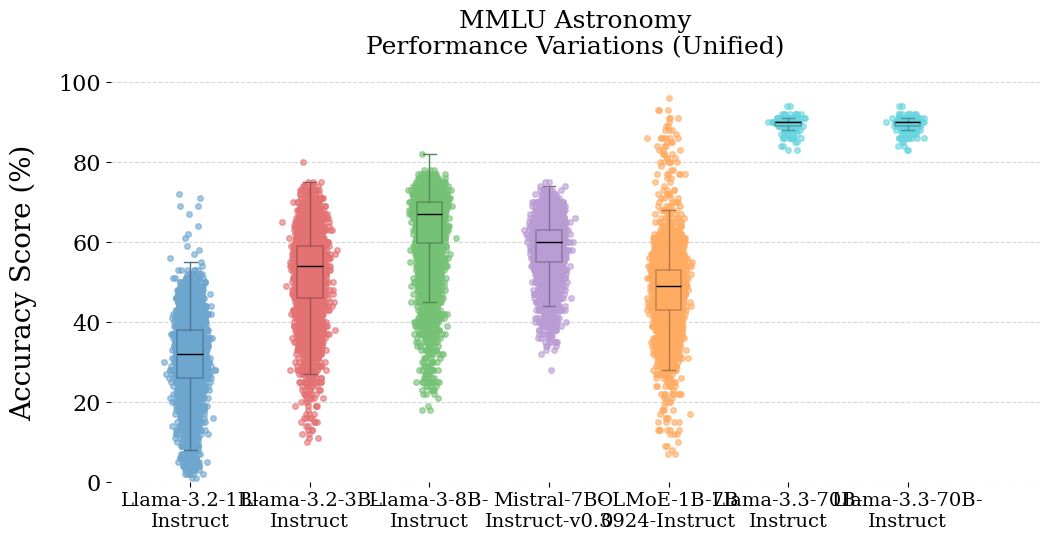 MMLU Astronomy
Performance Variations (Unified)
Accuracy Score (%)
100
80
60
40
20
0
Llama-3.2-1B-
Instruct
Llama-3.2-3B-
Instruct
Llama-3-8B-
Instruct
Mistral-7B-
Instruct-v0.3
OLMoE-1B-7B-
0924-Instruct
Llama-3.3-70B-
Instruct
Llama-3.3-70B-
Instruct